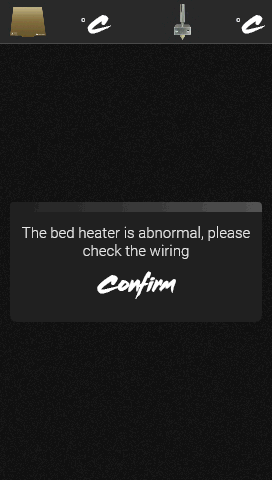 °C °C
The bed heater is abnormal, please
check the wiring
Confirm